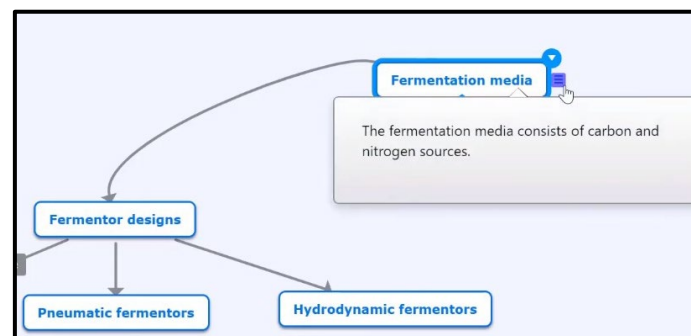 Fermentation media
The fermentation media consists of carbon and
nitrogen sources.
Fermentor designs
Pneumatic fermentors
Hydrodynamic fermentors